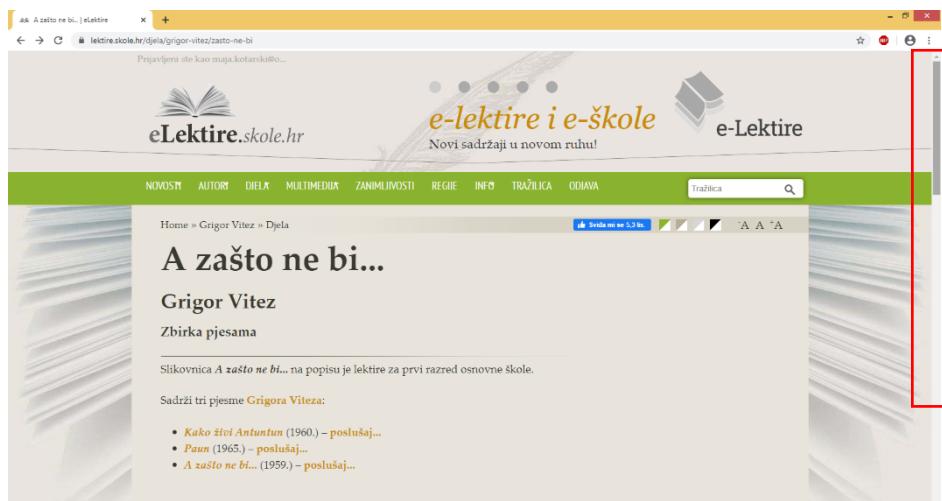 A zašto ne bi... | eLektire
lektire.skole.hr/djela/grigor-vitez/zasto-ne-bi
Prijavljeni ste kao maja.kotarski@o...
eLektire.skole.hr
e-lektire i e-škole
Novi sadržaji u novom ruhu!
e-Lektire
NOVOSTI AUTORI DJELA MULTIMEDIJA ZANIMLJIVOSTI REGIJE INFO TRAŽILICA ODJAVA Tražilica
Home » Grigor Vitez » Djela Sviđa mi se 5,3 tis. -A A +A
A zašto ne bi...
Grigor Vitez
Zbirka pjesama
Slikovnica A zašto ne bi... na popisu je lektire za prvi razred osnovne škole.
Sadrži tri pjesme Grigora Viteza:
• Kako živi Antuntun (1960.) – poslušaj...
• Paun (1965.) – poslušaj...
• A zašto ne bi... (1959.) – poslušaj...